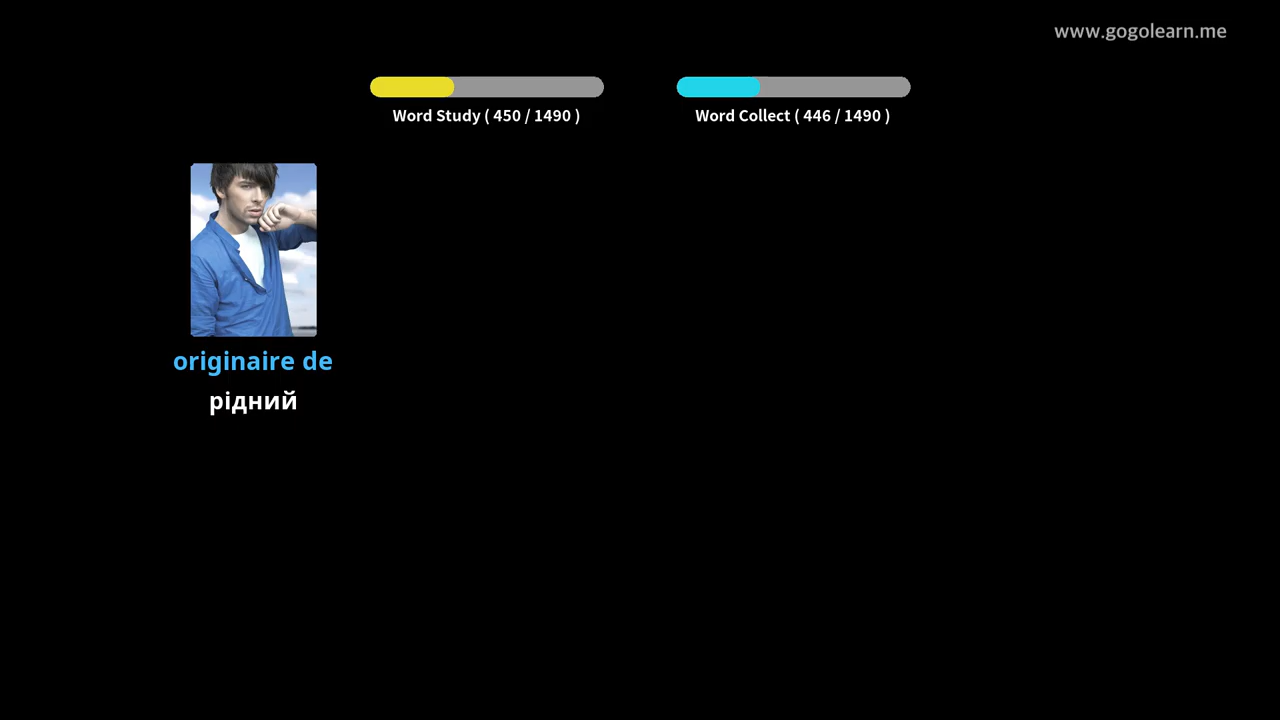 www.gogolearn.me
Word Study ( 450 / 1490 )
Word Collect ( 446 / 1490 )
originaire de
рідний